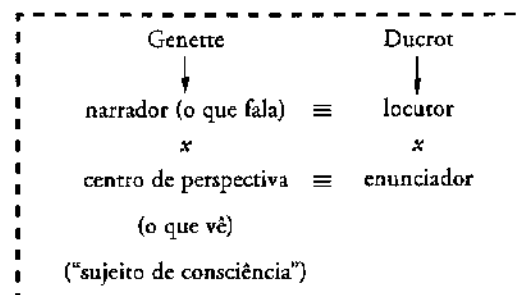 Genette Ducrot
narrador (o que fala) ≡ locutor
x x
centro de perspectiva ≡ enunciador
(o que vê)
("sujeito de consciência")